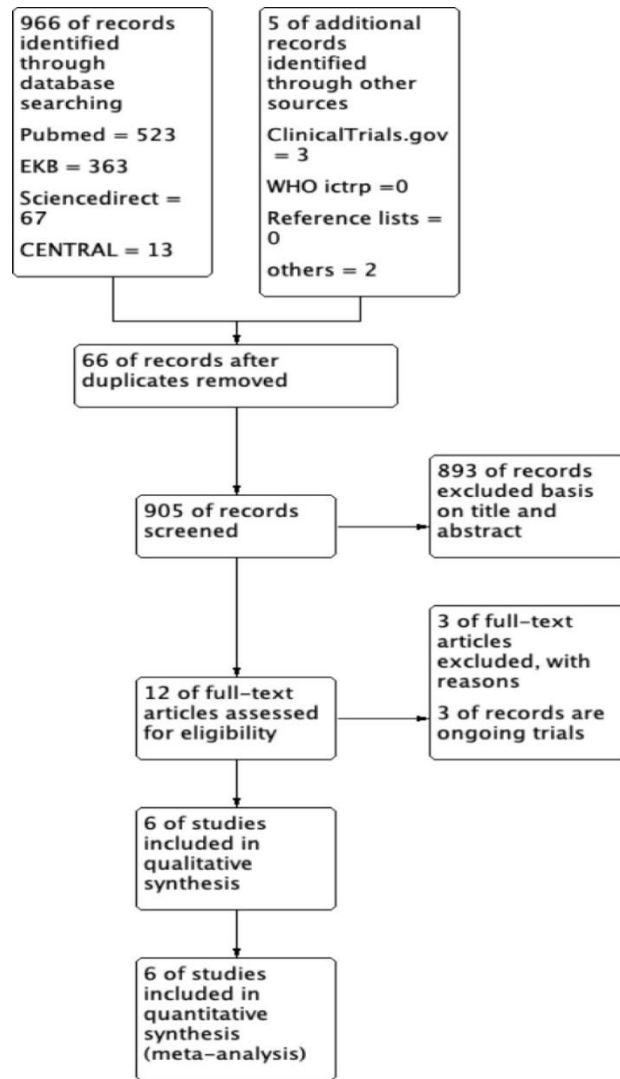 966 of records
identified
through
database
searching
Pubmed = 523
EKB = 363
Sciencedirect =
67
CENTRAL = 13
5 of additional
records
identified
through other
sources
ClinicalTrials.gov
= 3
WHO ictrp =0
Reference lists =
0
others = 2
66 of records after
duplicates removed
905 of records
screened
893 of records
excluded basis
on title and
abstract
12 of full-text
articles assessed
for eligibility
3 of full-text
articles
excluded, with
reasons
3 of records are
ongoing trials
6 of studies
included in
qualitative
synthesis
6 of studies
included in
quantitative
synthesis
(meta-analysis)